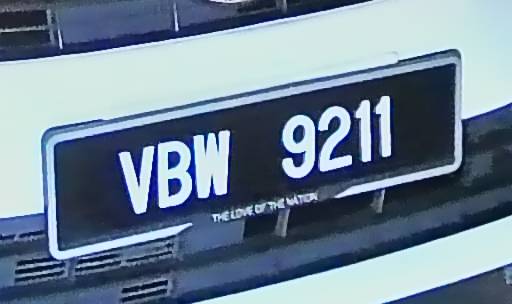 VBW 9211
THE LOVE OF THE NATION